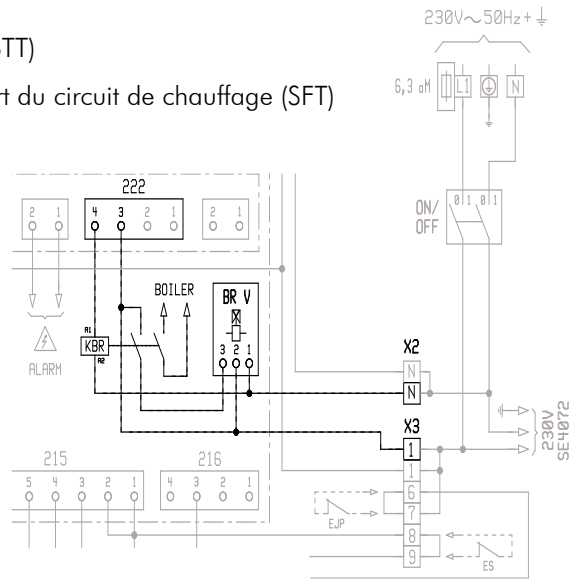 230V~50Hz+⏚
STT)
6,3 aM L1 N
t du circuit de chauffage (SFT)
ON/
OFF
0 1 0 1
222
2 1 4 3 2 1 2 1
BOILER
BR V
A1
KBR
A2
3 2 1
ALARM
X2
N
N
X3
1
1
6
7
8
9
230V
SE4072
215
5 4 3 2 1
216
4 3 2 1
EJP
ES